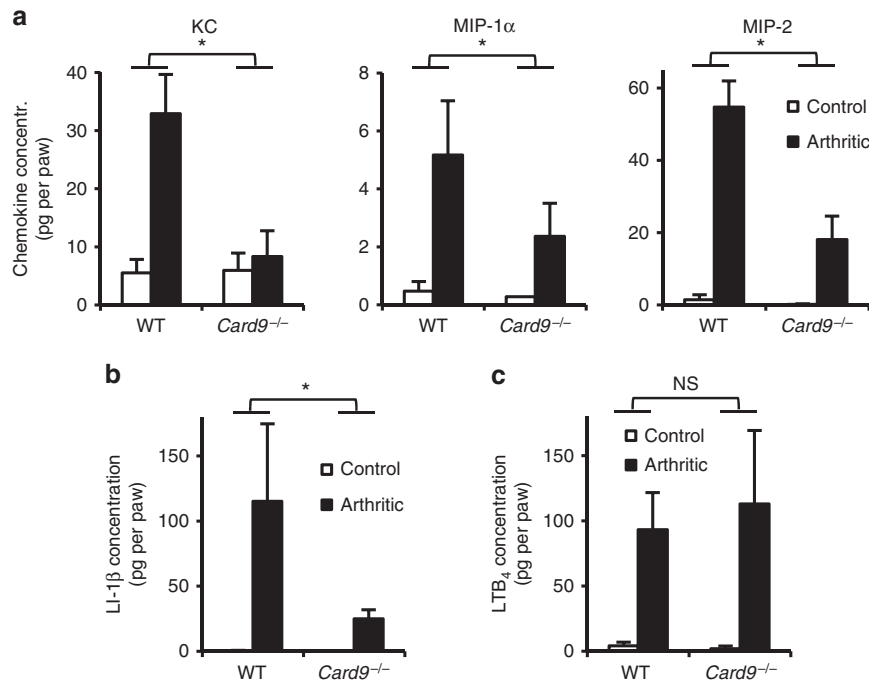 a
KC
MIP-1α
MIP-2
*
*
*
Chemokine concentr.
(pg per paw)
40
30
20
10
0
8
6
4
2
0
60
40
20
0
Control
Arthritic
WT
Card9–/–
WT
Card9–/–
WT
Card9–/–
b
*
LI-1β concentration
(pg per paw)
150
100
50
0
Control
Arthritic
WT
Card9–/–
c
NS
LTB4 concentration
(pg per paw)
150
100
50
0
Control
Arthritic
WT
Card9–/–